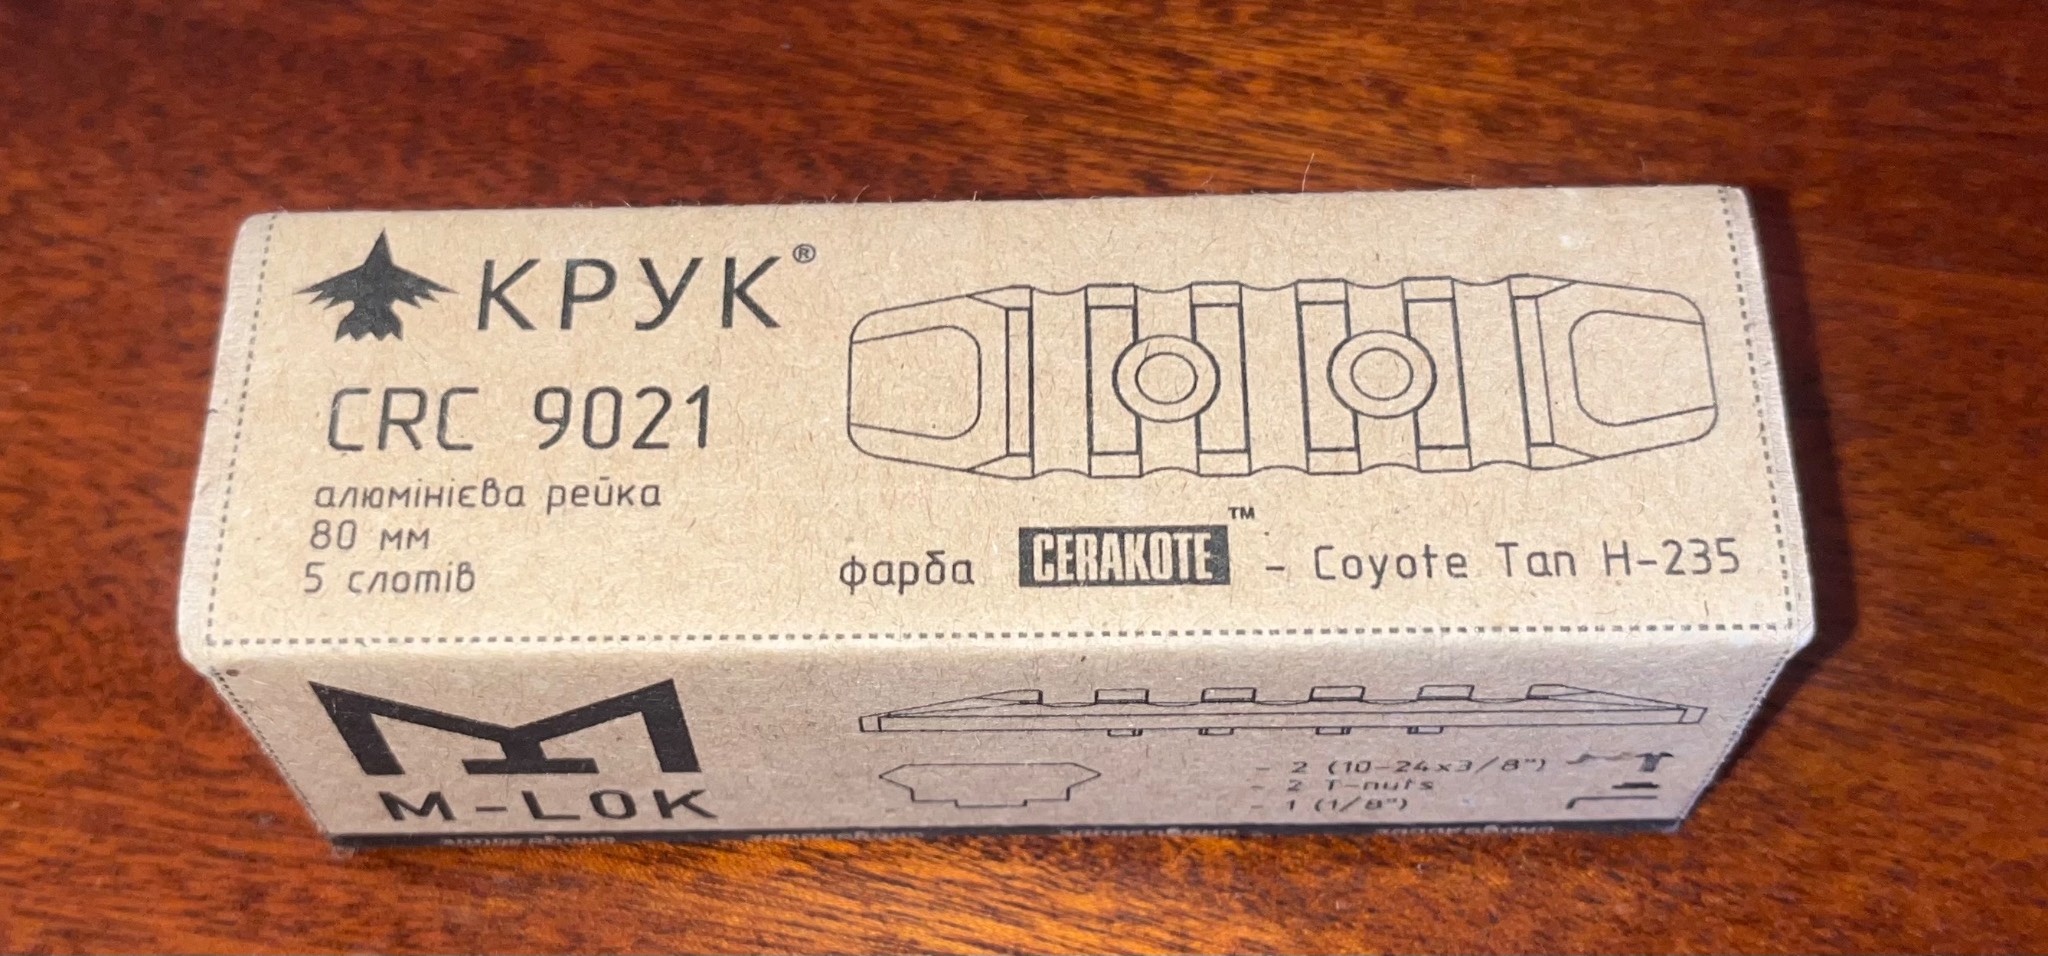 КРУК®
CRC 9021
алюмінієва рейка
80 мм
5 слотів
фарба CERAKOTE™ - Coyote Tan H-235
M-LOK
- 2 (10-24x3/8")
- 2 T-nuts
- 1 (1/8")